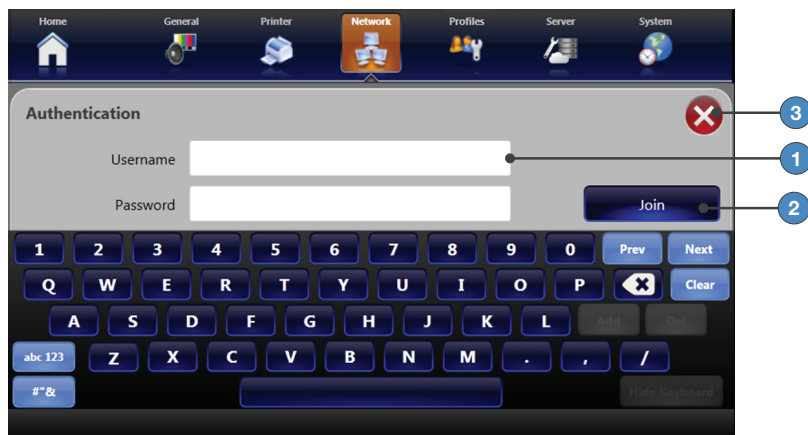 Home General Printer Network Profiles Server System
Authentication
3
Username
1
Password
Join
2
1 2 3 4 5 6 7 8 9 0 Prev Next
Q W E R T Y U I O P Clear
A S D F G H J K L Add Del
abc 123 Z X C V B N M . , /
#"& Hide Keyboard